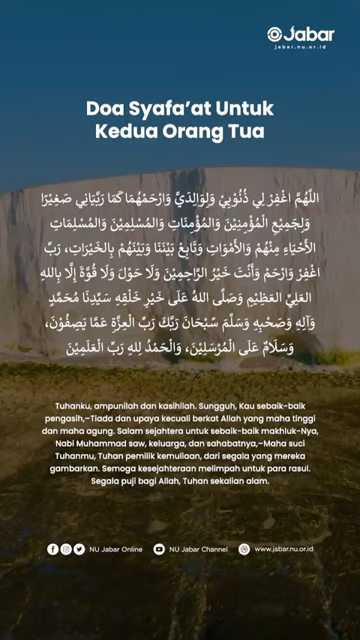 Jabar
jabar.nu.or.id
Doa Syafa'at Untuk
Kedua Orang Tua
اللَّهُمَّ اغْفِرْ لِي ذُنُوْبِيْ وَلِوَالِدَيَّ وَارْحَمْهُمَا كَمَا رَبَّيَانِي صَغِيْرًا
وَلِجَمِيْعِ الْمُؤْمِنِيْنَ وَالْمُؤْمِنَاتِ وَالْمُسْلِمِيْنَ وَالْمُسْلِمَاتِ
الْأَحْيَاءِ مِنْهُمْ وَالْأَمْوَاتِ وَتَابِعْ بَيْنَنَا وَبَيْنَهُمْ بِالْخَيْرَاتِ، رَبِّ
اغْفِرْ وَارْحَمْ وَأَنْتَ خَيْرُ الرَّاحِمِيْنَ وَلَا حَوْلَ وَلَا قُوَّةَ إِلَّا بِاللهِ
العَلِيِّ العَظِيْمِ وَصَلَّى اللهُ عَلَى خَيْرِ خَلْقِهِ سَيِّدِنَا مُحَمَّدٍ
وَآلِهِ وَصَحْبِهِ وَسَلَّمَ سُبْحَانَ رَبِّكَ رَبِّ الْعِزَّةِ عَمَّا يَصِفُوْنَ،
وَسَلَامٌ عَلَى الْمُرْسَلِيْنَ، وَالْحَمْدُ لِلهِ رَبِّ الْعَلَمِيْنَ
Tuhanku, ampunilah dan kasihilah. Sungguh, Kau sebaik-baik
pengasih,–Tiada dan upaya kecuali berkat Allah yang maha tinggi
dan maha agung. Salam sejahtera untuk sebaik-baik makhluk-Nya,
Nabi Muhammad saw, keluarga, dan sahabatnya,–Maha suci
Tuhanmu, Tuhan pemilik kemuliaan, dari segala yang mereka
gambarkan. Semoga kesejahteraan melimpah untuk para rasul.
Segala puji bagi Allah, Tuhan sekalian alam.
NU Jabar Online NU Jabar Channel www.jabar.nu.or.id